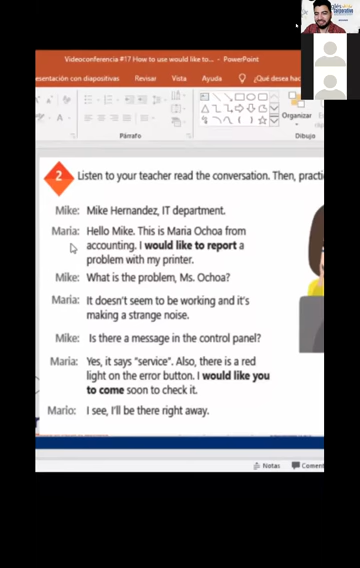 Videoconferencia #17 How to use would like to... - PowerPoint
esentación con diapositivas Revisar Vista Ayuda ¿Qué desea hac
Organizar
Párrafo Dibujo
2 Listen to your teacher read the conversation. Then, practi
Mike: Mike Hernandez, IT department.
Maria: Hello Mike. This is Maria Ochoa from
accounting. I would like to report a
problem with my printer.
Mike: What is the problem, Ms. Ochoa?
Maria: It doesn't seem to be working and it's
making a strange noise.
Mike: Is there a message in the control panel?
Maria: Yes, it says "service". Also, there is a red
light on the error button. I would like you
to come soon to check it.
Mario: I see, I'll be there right away.
Notas Coment